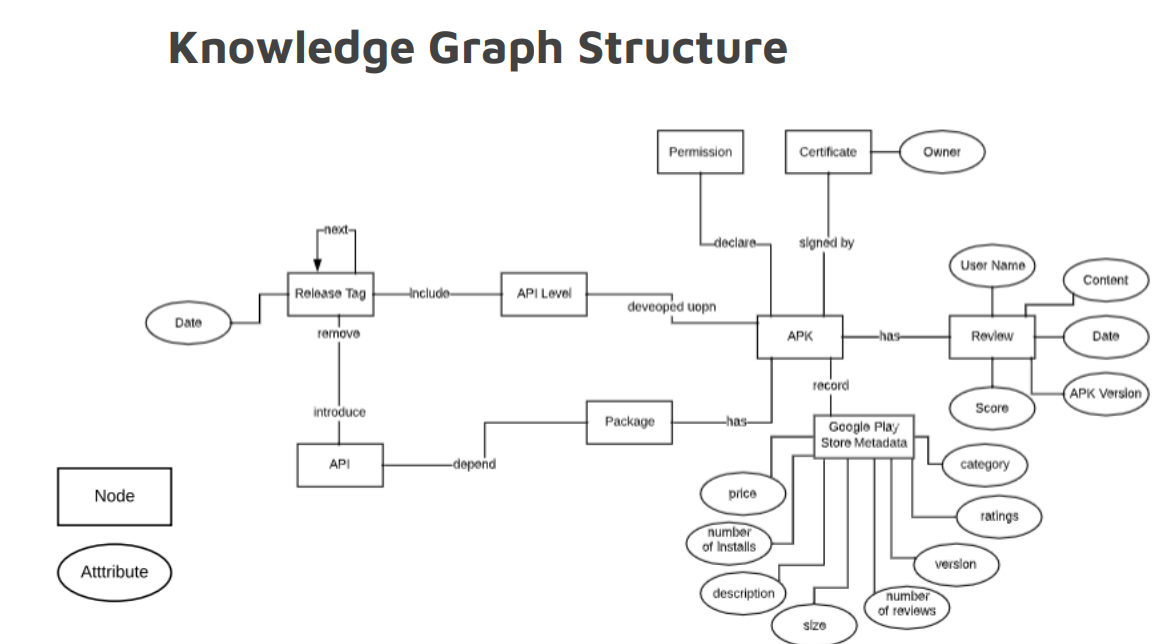 Knowledge Graph Structure
Permission
Certificate
Owner
declare
signed by
next
Release Tag
include
API Level
deveoped uopn
Date
remove
introduce
API
depend
Package
has
APK
has
Review
User Name
Content
Date
APK Version
Score
record
Google Play
Store Metadata
price
number
of installs
description
size
number
of reviews
version
ratings
category
Node
Atttribute